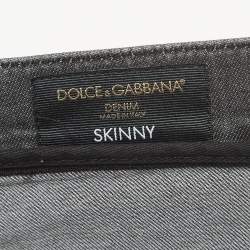 DOLCE & GABBANA
DENIM
MADE IN ITALY
SKINNY